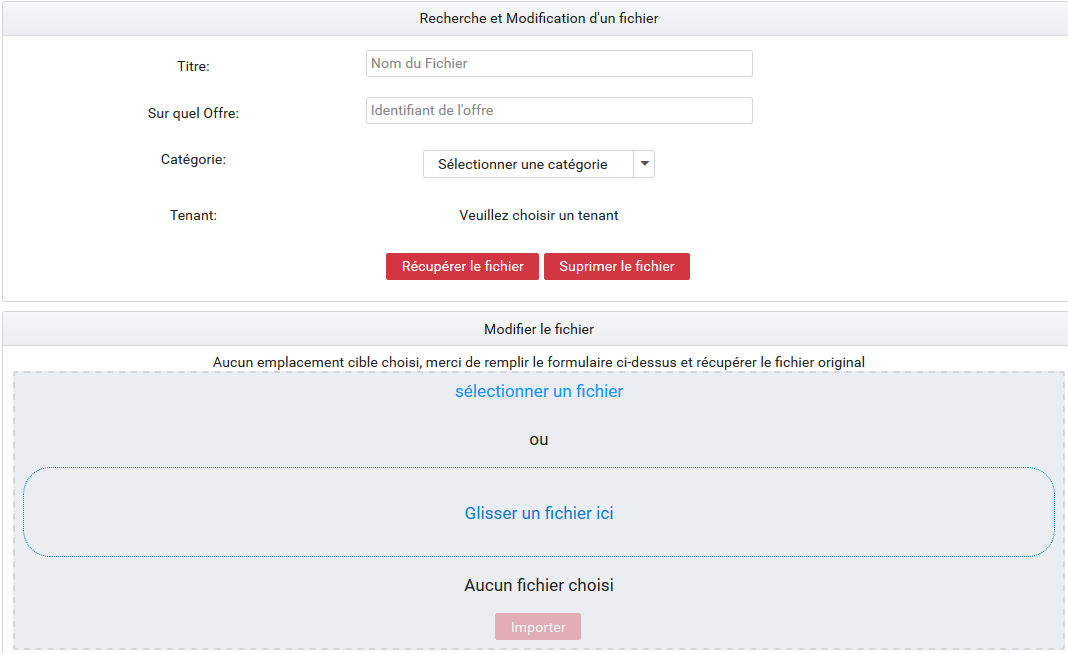 Recherche et Modification d'un fichier
Titre:
Nom du Fichier
Sur quel Offre:
Identifiant de l'offre
Catégorie:
Sélectionner une catégorie
Tenant:
Veuillez choisir un tenant
Récupérer le fichier
Suprimer le fichier
Modifier le fichier
Aucun emplacement cible choisi, merci de remplir le formulaire ci-dessus et récupérer le fichier original
sélectionner un fichier
ou
Glisser un fichier ici
Aucun fichier choisi
Importer